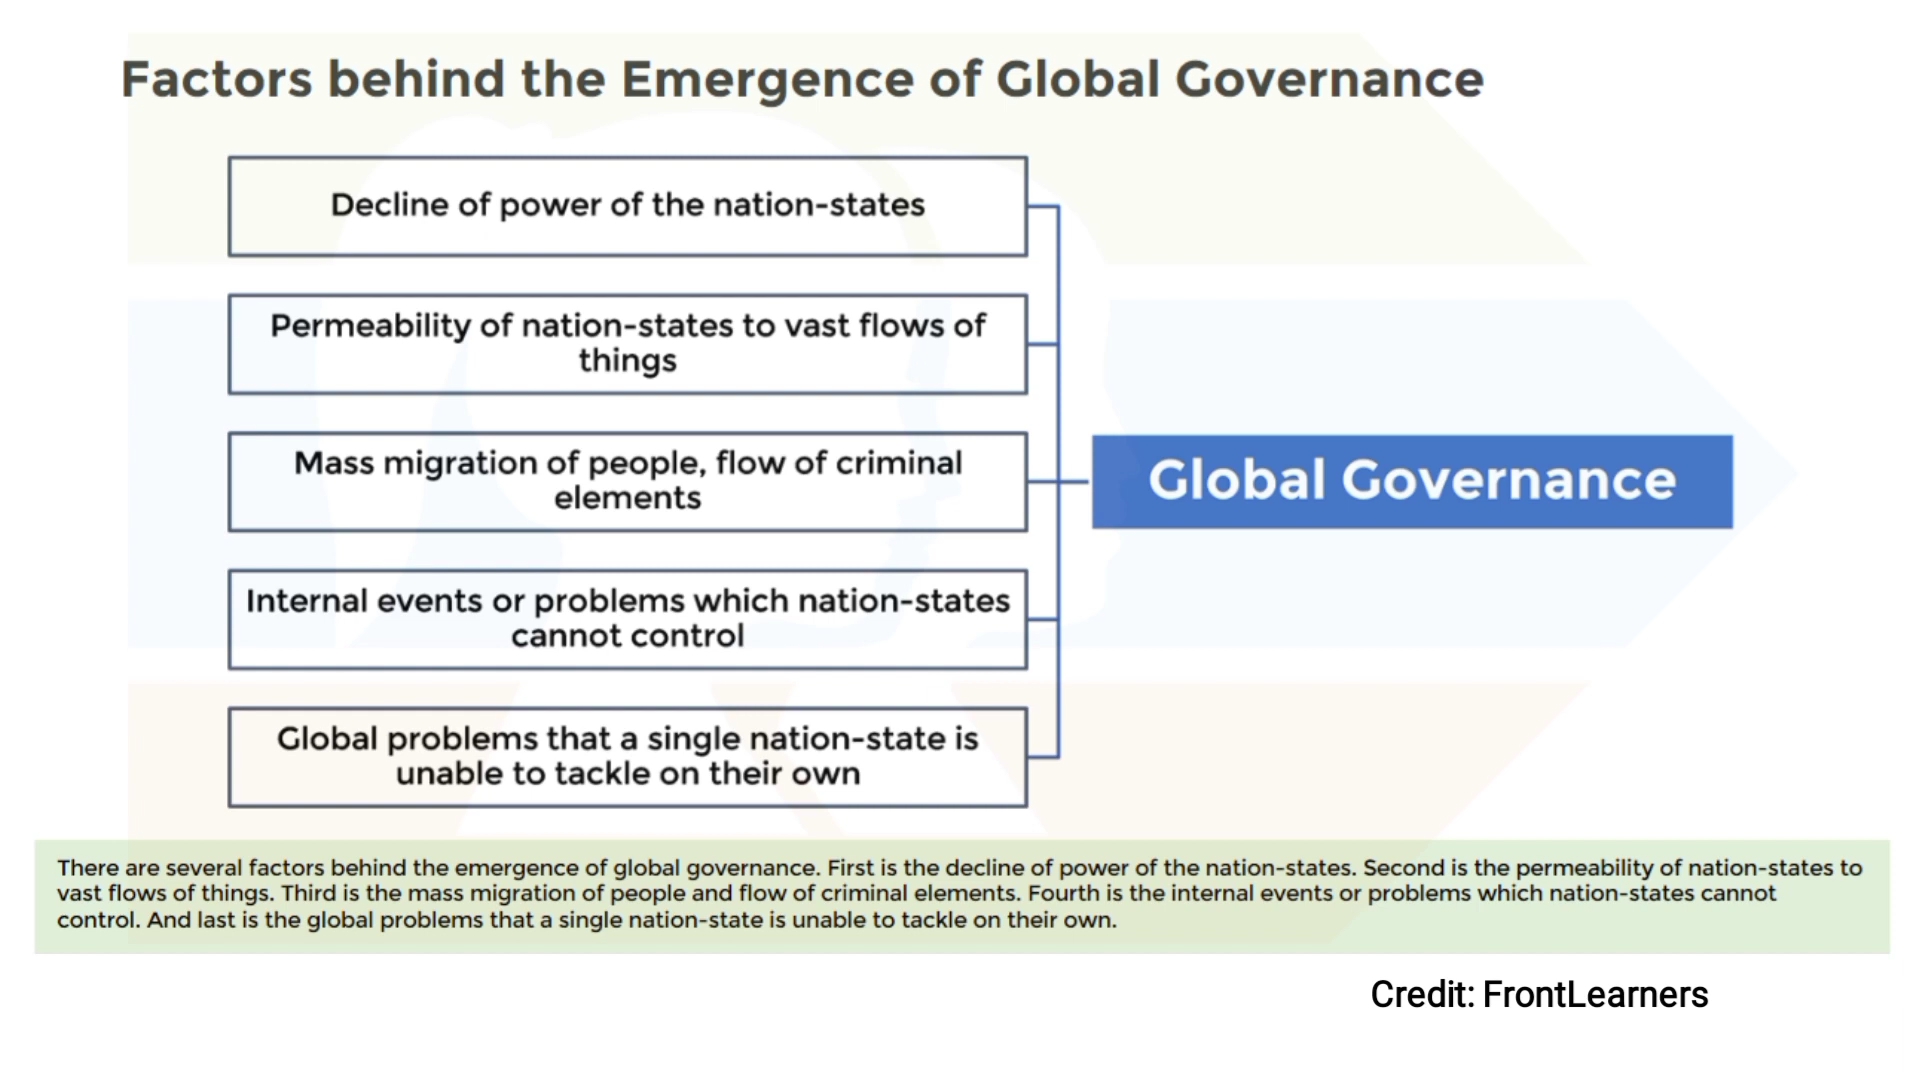 Factors behind the Emergence of Global Governance
Decline of power of the nation-states
Permeability of nation-states to vast flows of
things
Mass migration of people, flow of criminal
elements
Internal events or problems which nation-states
cannot control
Global problems that a single nation-state is
unable to tackle on their own
Global Governance
There are several factors behind the emergence of global governance. First is the decline of power of the nation-states. Second is the permeability of nation-states to
vast flows of things. Third is the mass migration of people and flow of criminal elements. Fourth is the internal events or problems which nation-states cannot
control. And last is the global problems that a single nation-state is unable to tackle on their own.
Credit: FrontLearners